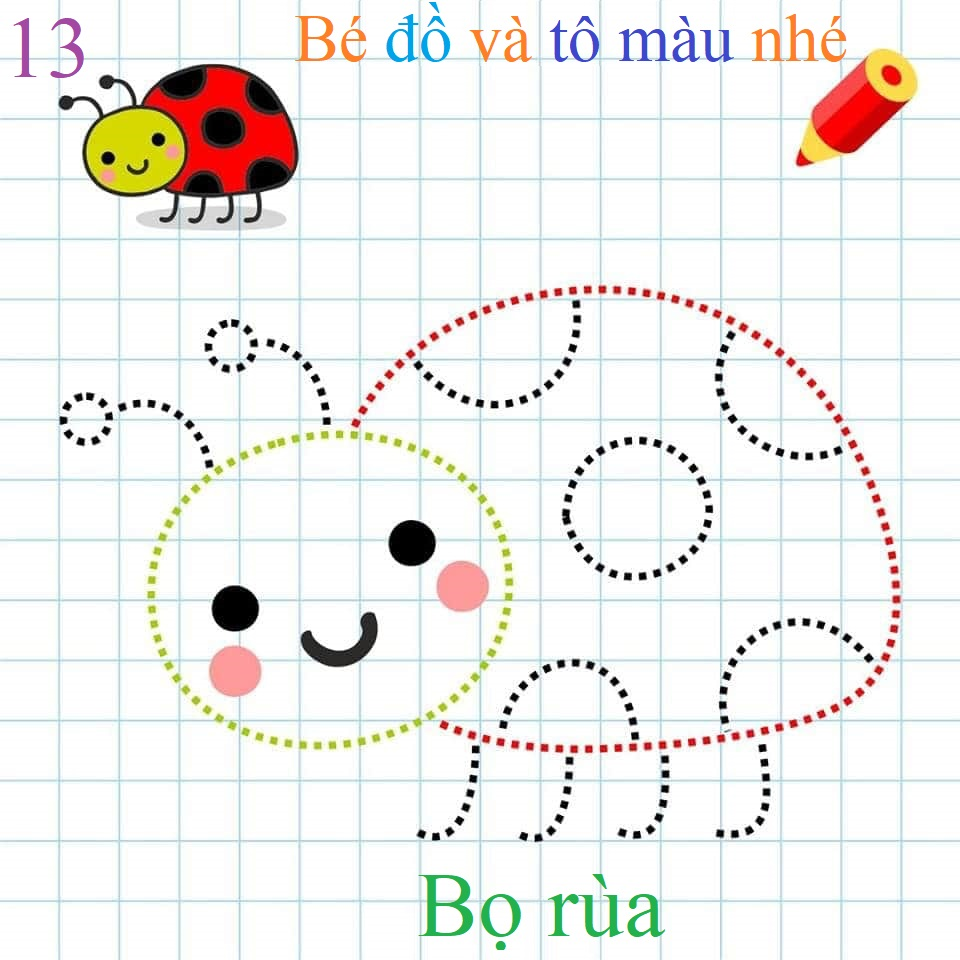 13
Bé đồ và tô màu nhé
Bọ rùa